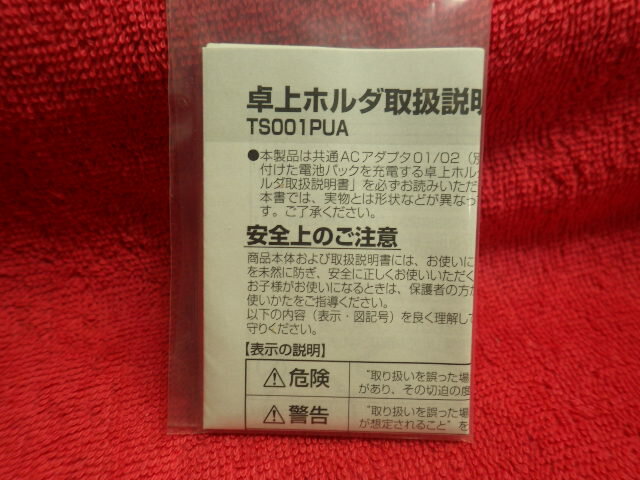 卓上ホルダ取扱説明
TS001PUA
●本製品は共通ACアダプタ01/02（別
付けた電池パックを充電する卓上ホルダ
ルダ取扱説明書」を必ずお読みいただ
本書では、実物とは形状などが異なっ
す。ご了承ください。
安全上のご注意
商品本体および取扱説明書には、お使いに
を未然に防ぎ、安全に正しくお使いいただく
お子様がお使いになるときは、保護者の方が
使いかたをご指導ください。
以下の内容（表示・図記号）を良く理解して
守りください。
【表示の説明】
危険
“取り扱いを誤った場
があり、その切迫の度
警告
“取り扱いを誤った場
が想定されること”を